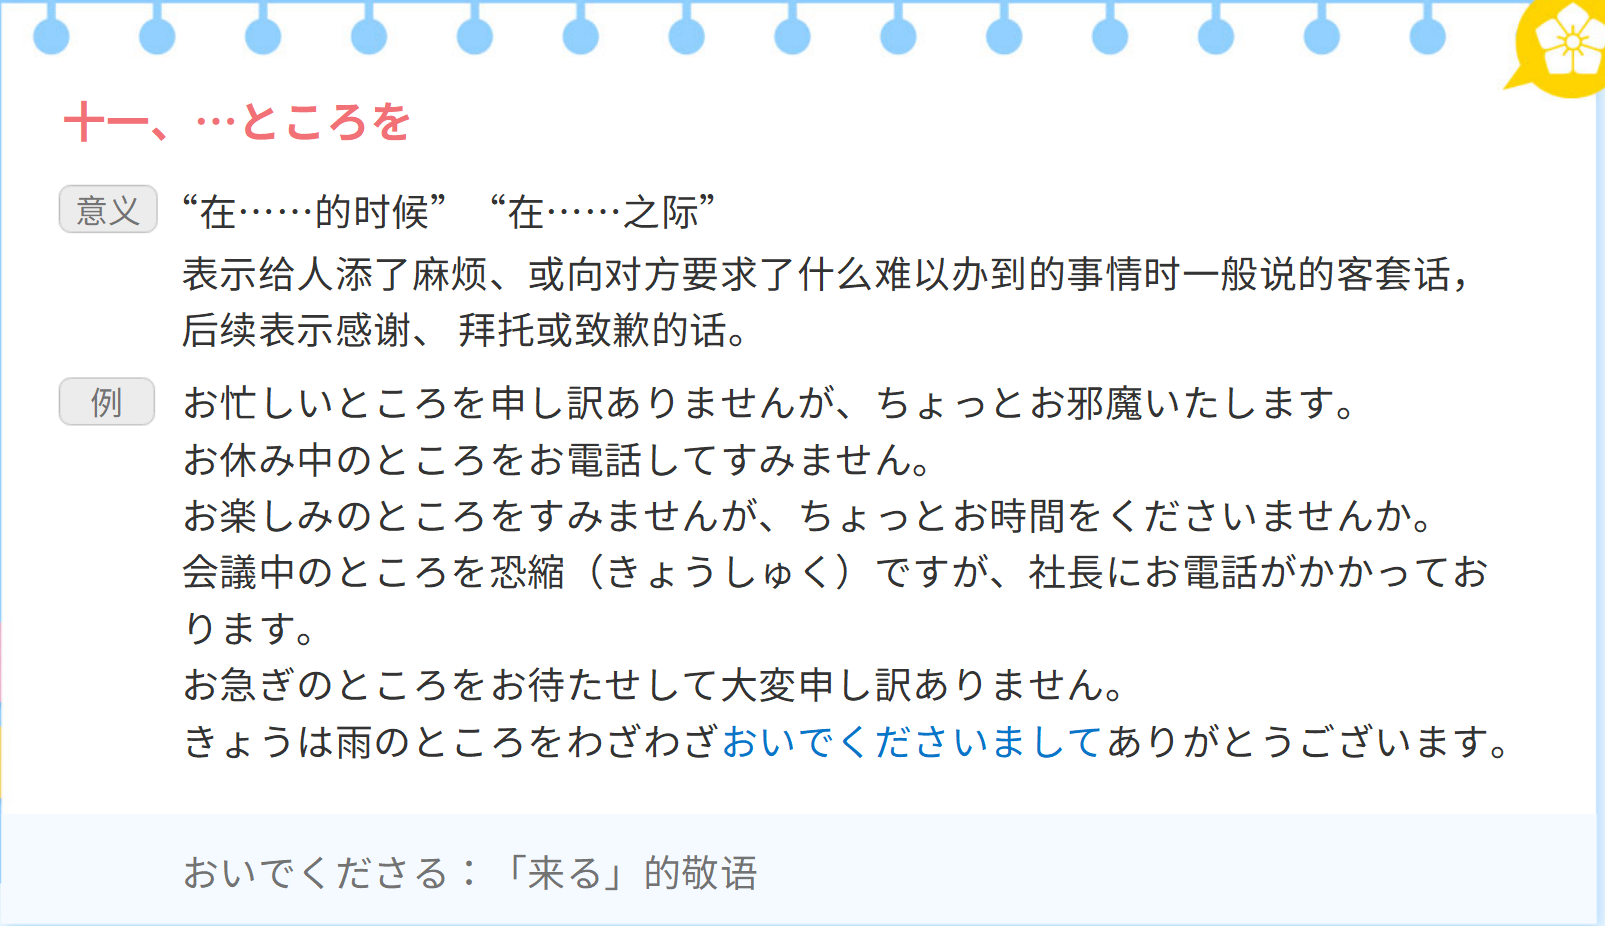 十一、…ところを
意义 “在……的时候” “在……之际”
表示给人添了麻烦、或向对方要求了什么难以办到的事情时一般说的客套话，
后续表示感谢、 拜托或致歉的话。
例 お忙しいところを申し訳ありませんが、ちょっとお邪魔いたします。
お休み中のところをお電話してすみません。
お楽しみのところをすみませんが、ちょっとお時間をくださいませんか。
会議中のところを恐縮（きょうしゅく）ですが、社長にお電話がかかってお
ります。
お急ぎのところをお待たせして大変申し訳ありません。
きょうは雨のところをわざわざおいでくださいましてありがとうございます。
おいでくださる：「来る」的敬语